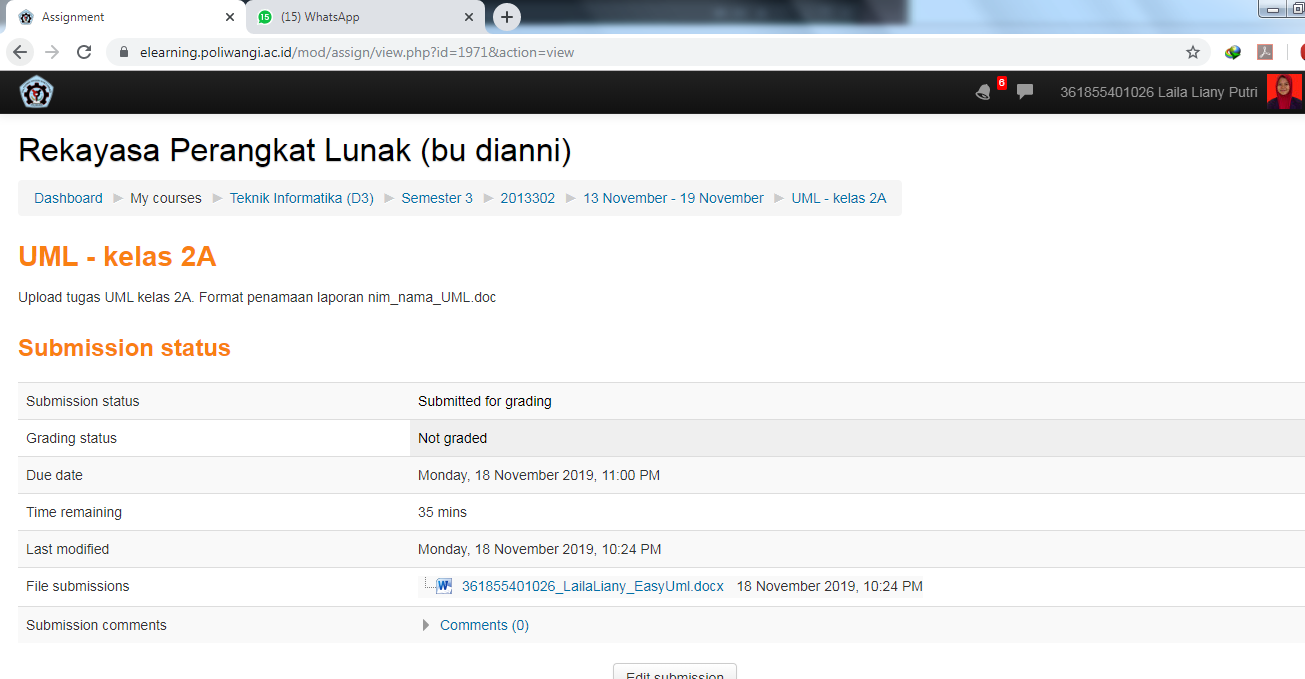 Assignment
15 (15) WhatsApp
elearning.poliwangi.ac.id/mod/assign/view.php?id=1971&action=view
6 361855401026 Laila Liany Putri
Rekayasa Perangkat Lunak (bu dianni)
Dashboard My courses Teknik Informatika (D3) Semester 3 2013302 13 November - 19 November UML - kelas 2A
UML - kelas 2A
Upload tugas UML kelas 2A. Format penamaan laporan nim_nama_UML.doc
Submission status
Submission status Submitted for grading
Grading status Not graded
Due date Monday, 18 November 2019, 11:00 PM
Time remaining 35 mins
Last modified Monday, 18 November 2019, 10:24 PM
File submissions 361855401026_LailaLiany_EasyUml.docx 18 November 2019, 10:24 PM
Submission comments Comments (0)
Edit submission